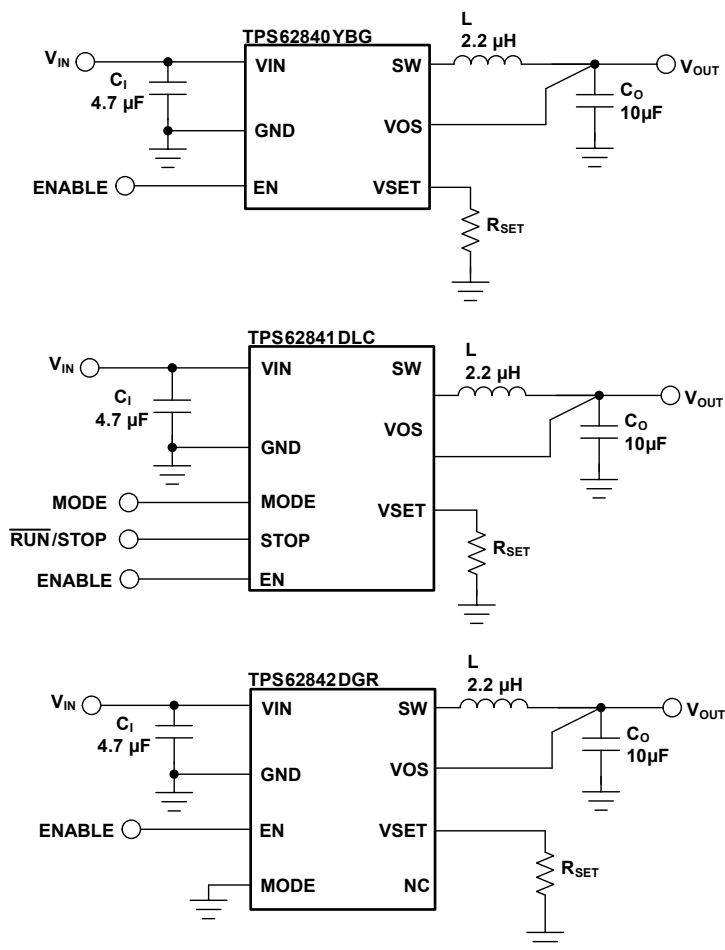 TPS62840YBG
L
2.2 µH
VIN
VIN
SW
VOUT
CI
4.7 µF
CO
10µF
GND
VOS
ENABLE
EN
VSET
RSET
TPS62841DLC
L
2.2 µH
VIN
VIN
SW
VOUT
CI
4.7 µF
VOS
CO
10µF
GND
MODE
MODE
VSET
RUN/STOP
STOP
RSET
ENABLE
EN
TPS62842DGR
L
2.2 µH
VIN
VIN
SW
VOUT
CI
4.7 µF
CO
10µF
GND
VOS
ENABLE
EN
VSET
RSET
MODE
NC